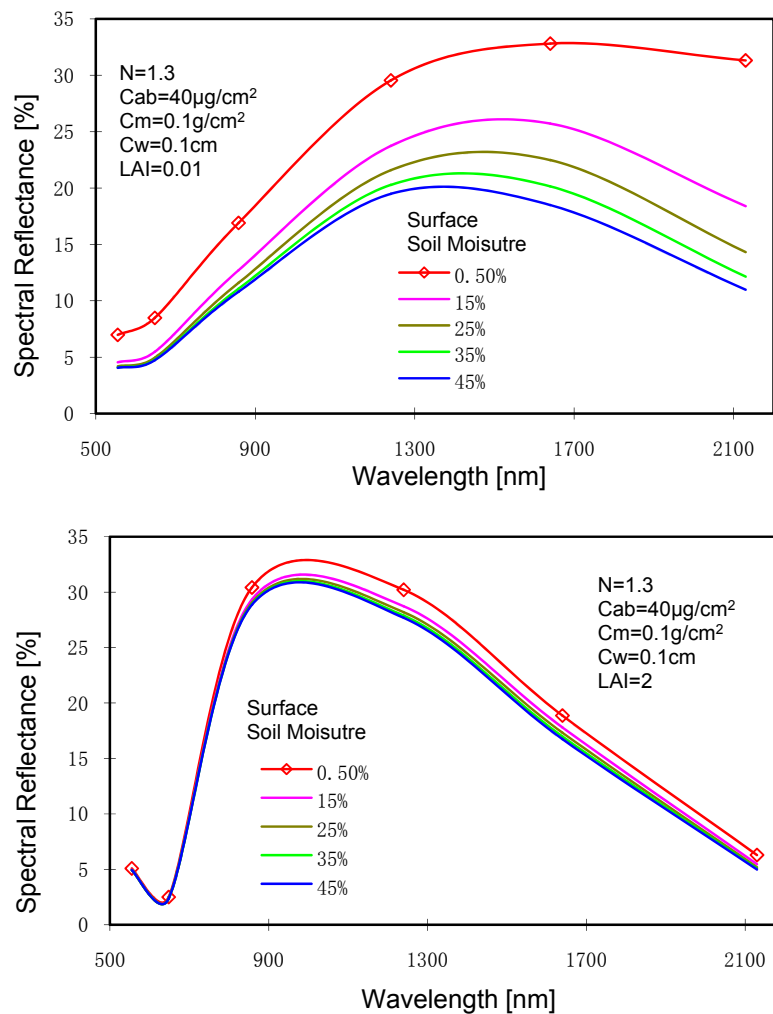 35
30
25
20
15
10
5
0
Spectral Reflectance [%]
N=1.3
Cab=40µg/cm²
Cm=0.1g/cm²
Cw=0.1cm
LAI=0.01
Surface
Soil Moisutre
0.50%
15%
25%
35%
45%
500 900 1300 1700 2100
Wavelength [nm]
35
30
25
20
15
10
5
0
Spectral Reflectance [%]
N=1.3
Cab=40µg/cm²
Cm=0.1g/cm²
Cw=0.1cm
LAI=2
Surface
Soil Moisutre
0.50%
15%
25%
35%
45%
500 900 1300 1700 2100
Wavelength [nm]